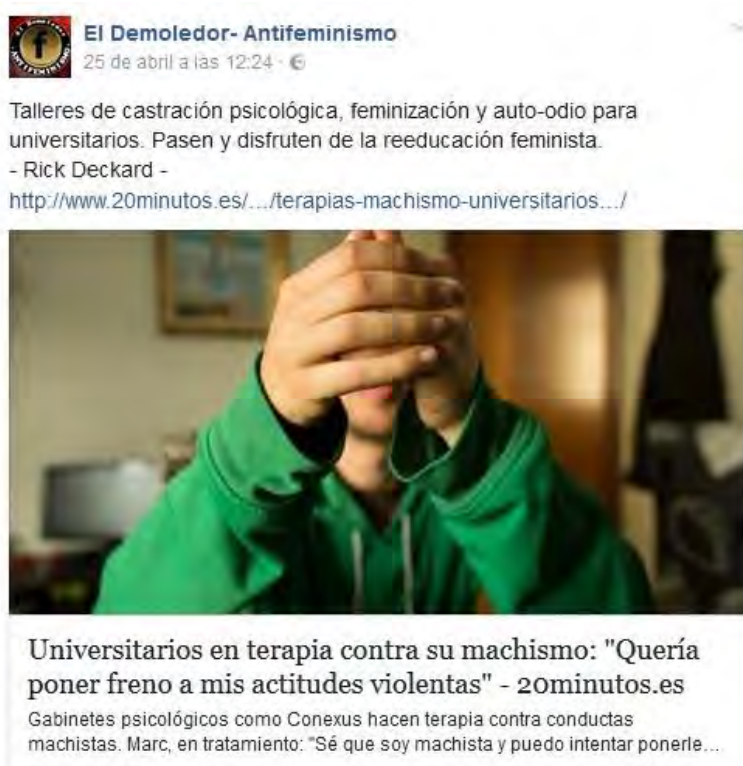 El Demoledor- Antifeminismo
25 de abril a las 12:24 ·
Talleres de castración psicológica, feminización y auto-odio para
universitarios. Pasen y disfruten de la reeducación feminista.
- Rick Deckard -
http://www.20minutos.es/.../terapias-machismo-universitarios.../
Universitarios en terapia contra su machismo: "Quería
poner freno a mis actitudes violentas" - 20minutos.es
Gabinetes psicológicos como Conexus hacen terapia contra conductas
machistas. Marc, en tratamiento: "Sé que soy machista y puedo intentar ponerle...